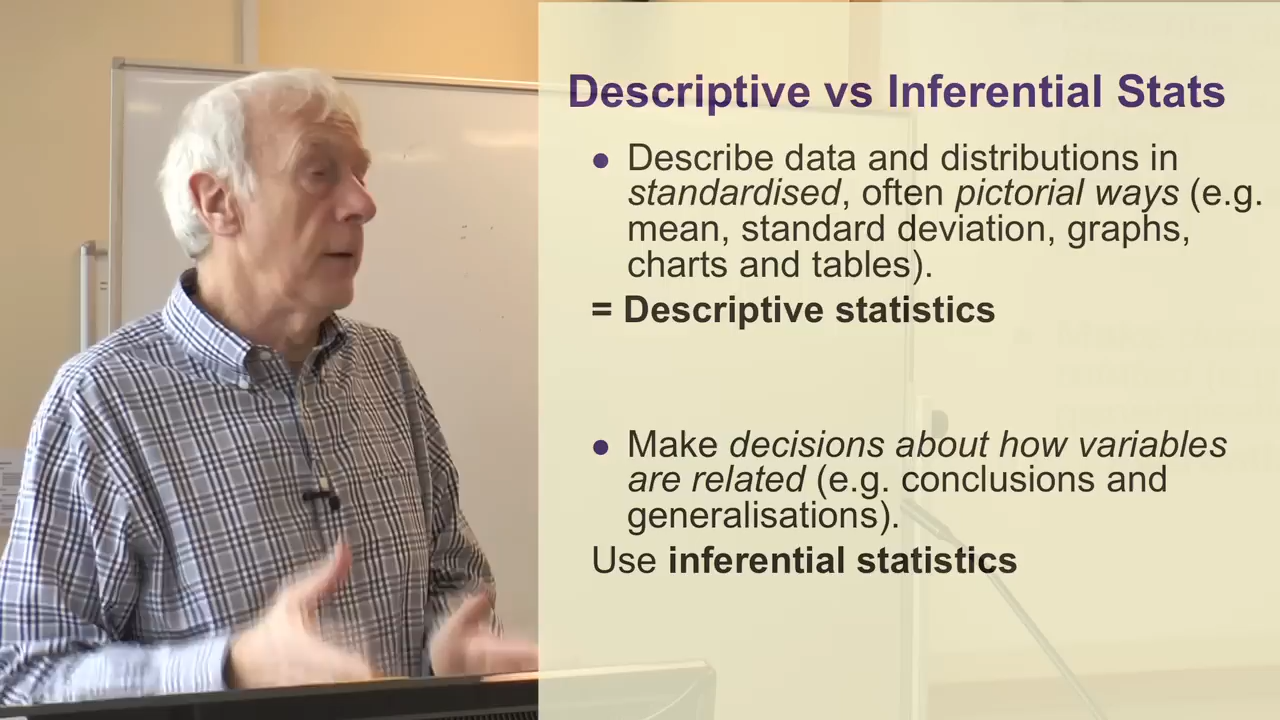 Descriptive vs Inferential Stats
● Describe data and distributions in
standardised, often pictorial ways (e.g.
mean, standard deviation, graphs,
charts and tables).
= Descriptive statistics
● Make decisions about how variables
are related (e.g. conclusions and
generalisations).
Use inferential statistics